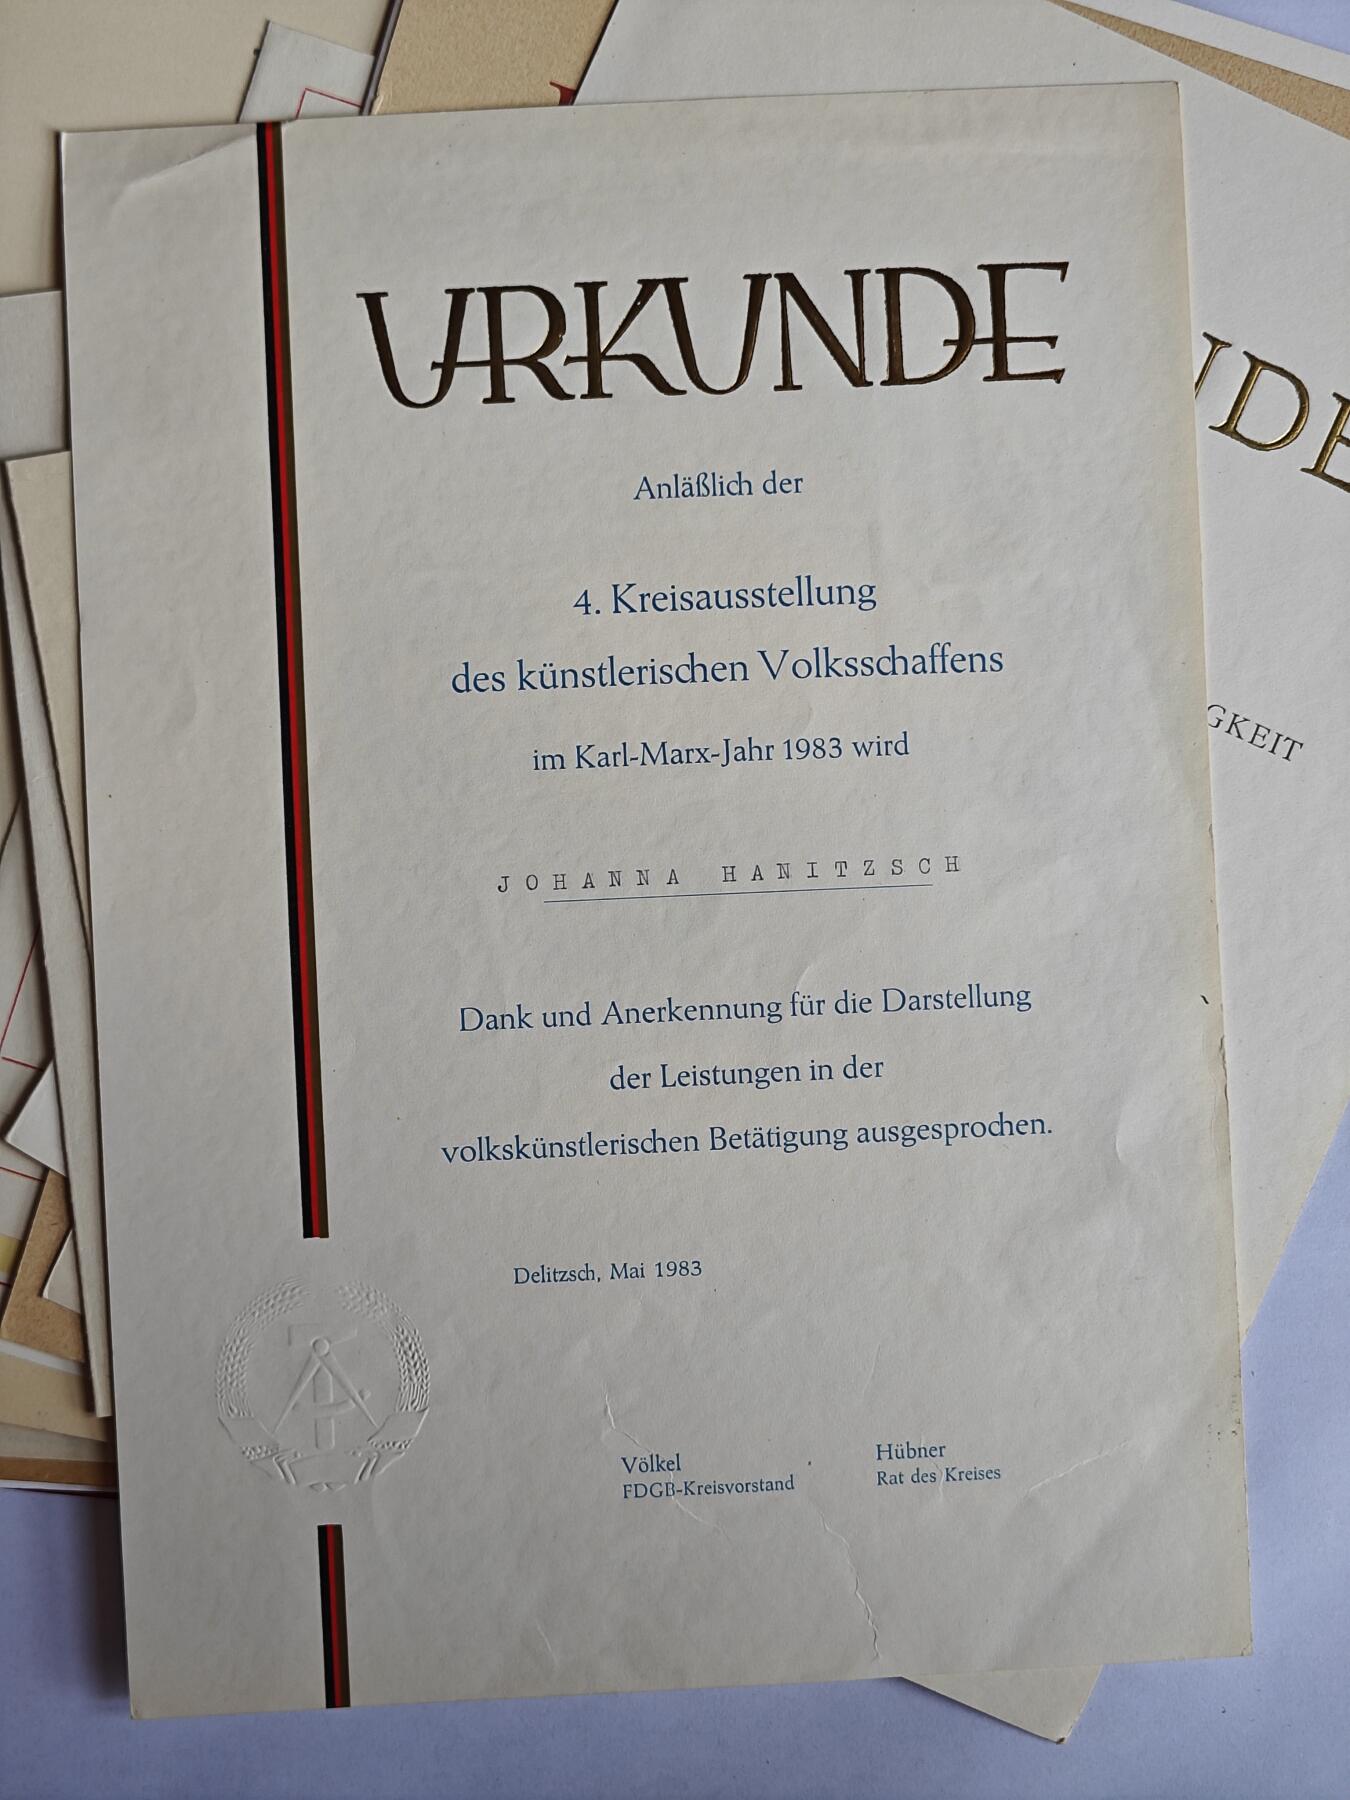 URKUNDE
Anläßlich der
4. Kreisausstellung
des künstlerischen Volksschaffens
im Karl-Marx-Jahr 1983 wird
JOHANNA HANITZSCH
Dank und Anerkennung für die Darstellung
der Leistungen in der
volkskünstlerischen Betätigung ausgesprochen.
Delitzsch, Mai 1983
Völkel
FDGB-Kreisvorstand
Hübner
Rat des Kreises
NDE
GKEIT